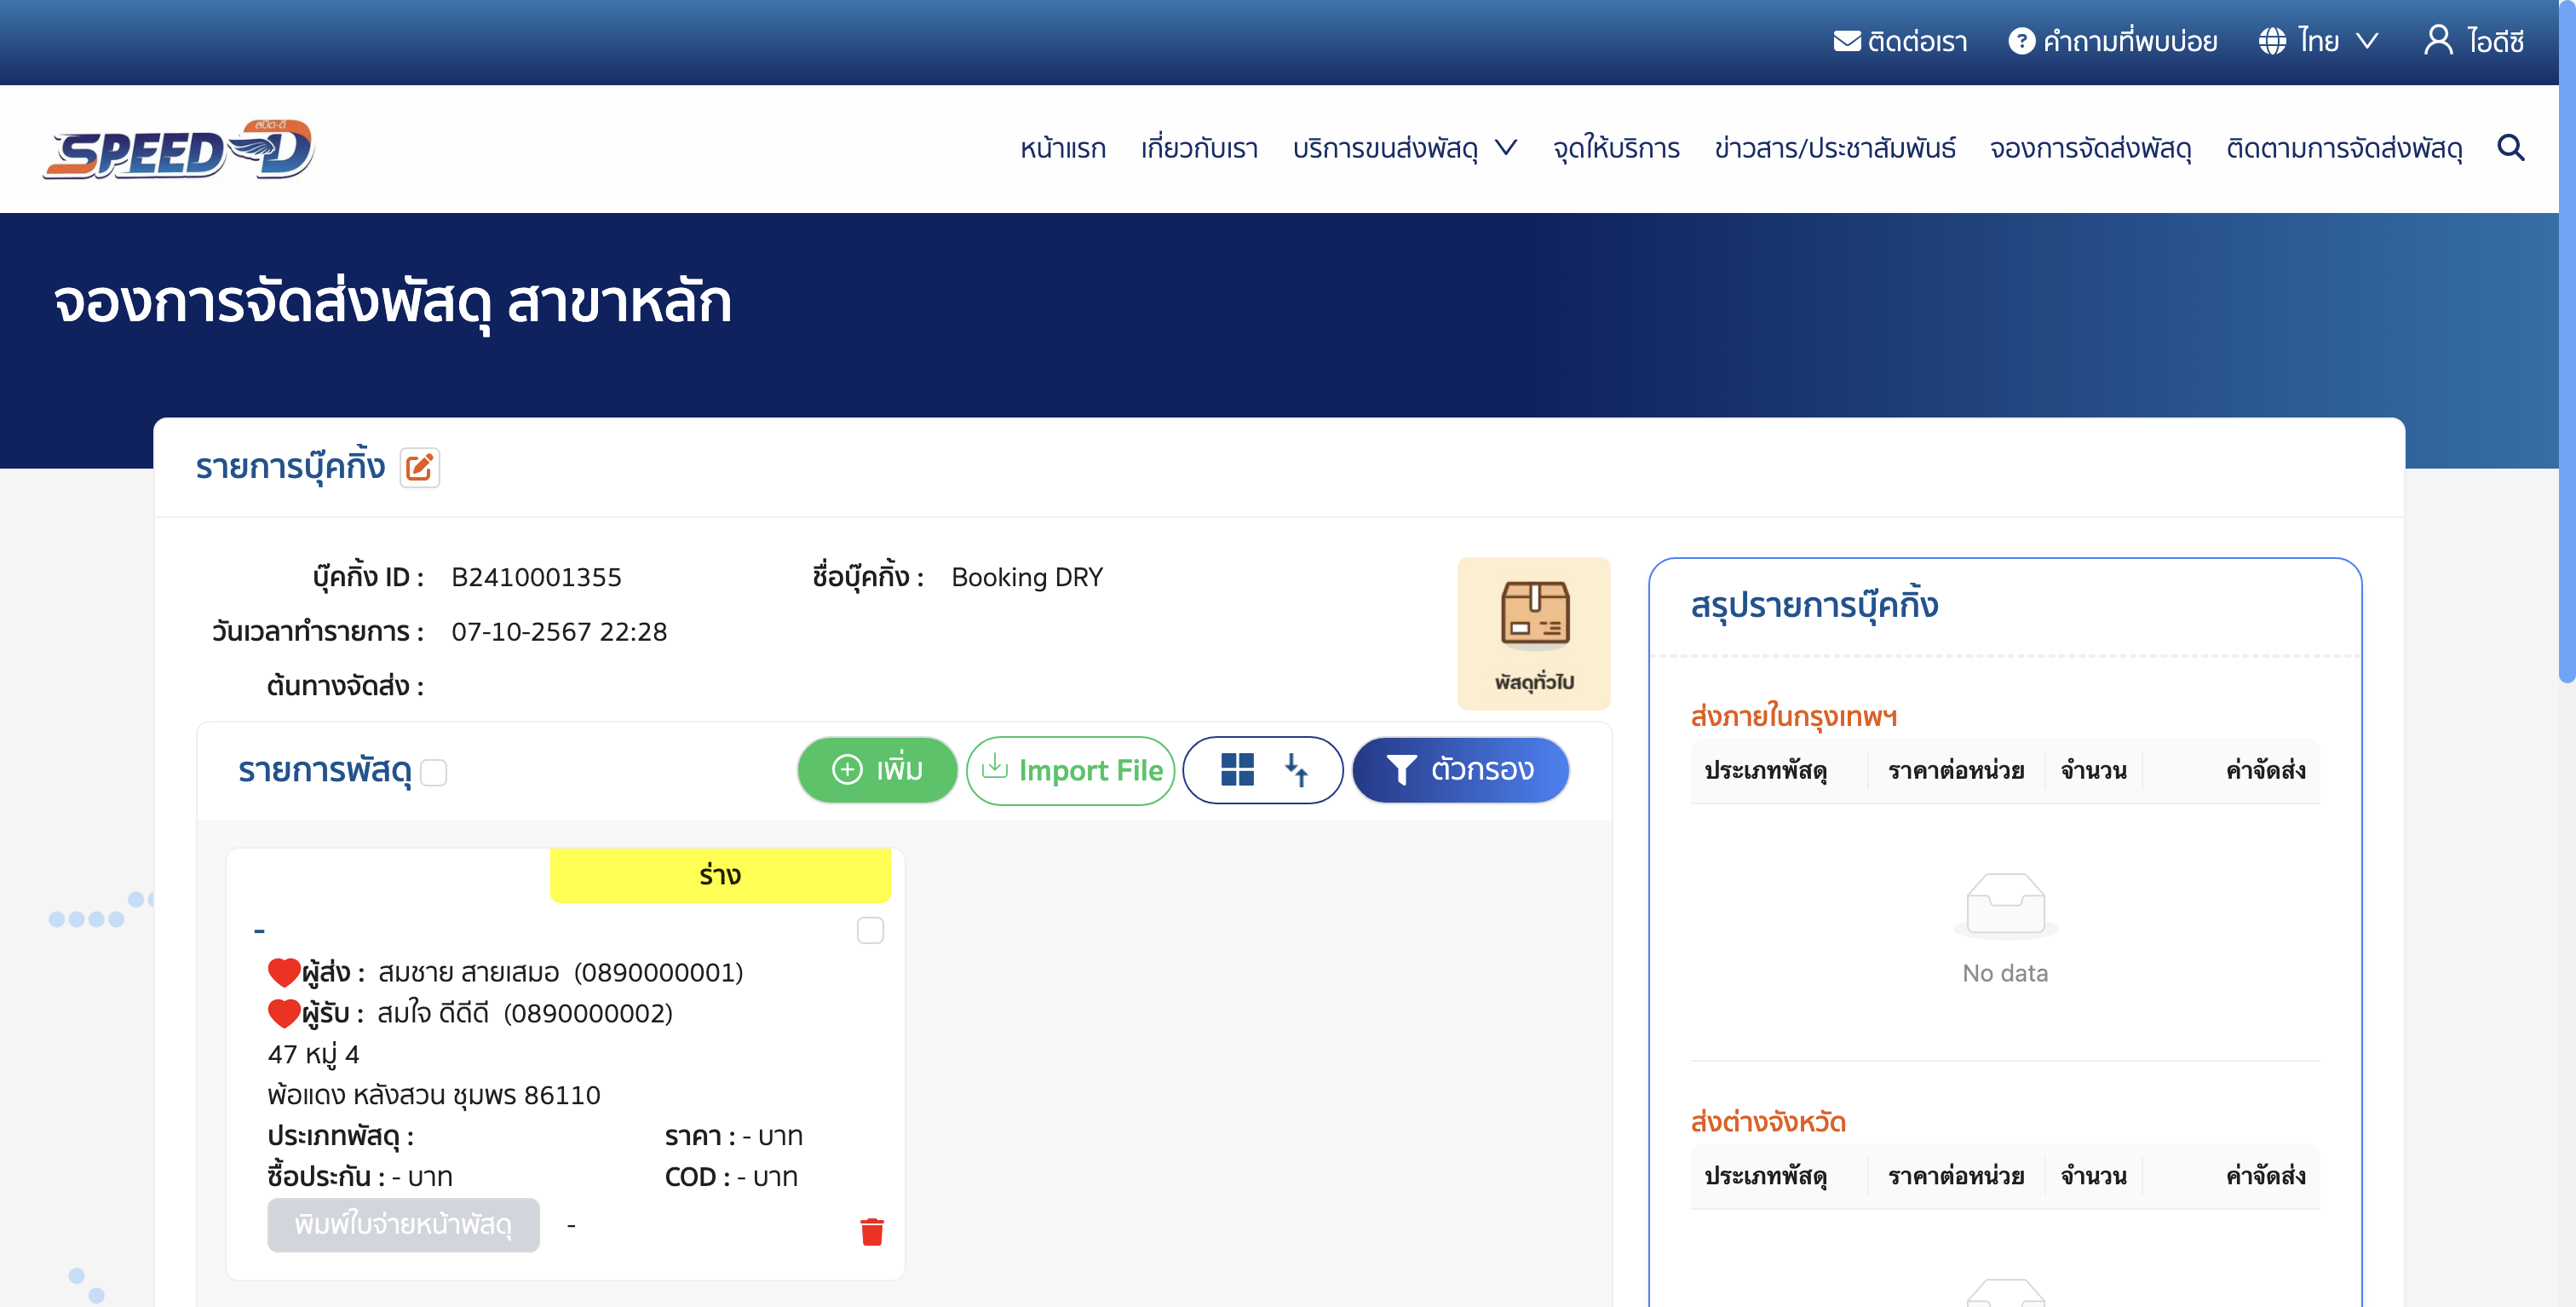 ติดต่อเรา คำถามที่พบบ่อย ไทย ไอดีซี
สปีด-ดี
SPEED-D
หน้าแรก เกี่ยวกับเรา บริการขนส่งพัสดุ จุดให้บริการ ข่าวสาร/ประชาสัมพันธ์ จองการจัดส่งพัสดุ ติดตามการจัดส่งพัสดุ
จองการจัดส่งพัสดุ สาขาหลัก
รายการบุ๊คกิ้ง
บุ๊คกิ้ง ID : B2410001355 ชื่อบุ๊คกิ้ง : Booking DRY
วันเวลาทำรายการ : 07-10-2567 22:28
ต้นทางจัดส่ง :
พัสดุทั่วไป
รายการพัสดุ เพิ่ม Import File ตัวกรอง
ร่าง
-
ผู้ส่ง : สมชาย สายเสมอ (0890000001)
ผู้รับ : สมใจ ดีดีดี (0890000002)
47 หมู่ 4
พ้อแดง หลังสวน ชุมพร 86110
ประเภทพัสดุ : ราคา : - บาท
ซื้อประกัน : - บาท COD : - บาท
พิมพ์ใบจ่ายหน้าพัสดุ -
สรุปรายการบุ๊คกิ้ง
ส่งภายในกรุงเทพฯ
ประเภทพัสดุ ราคาต่อหน่วย จำนวน ค่าจัดส่ง
No data
ส่งต่างจังหวัด
ประเภทพัสดุ ราคาต่อหน่วย จำนวน ค่าจัดส่ง